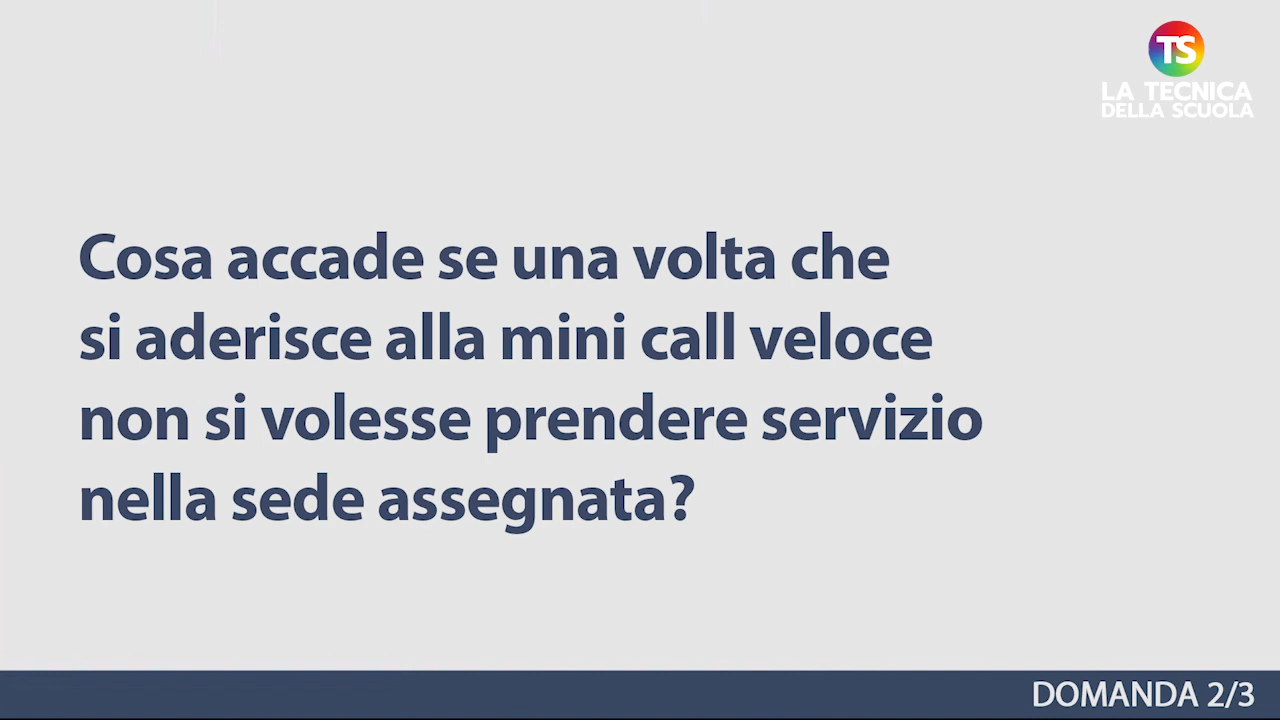 TS
LA TECNICA
DELLA SCUOLA
Cosa accade se una volta che
si aderisce alla mini call veloce
non si volesse prendere servizio
nella sede assegnata?
DOMANDA 2/3